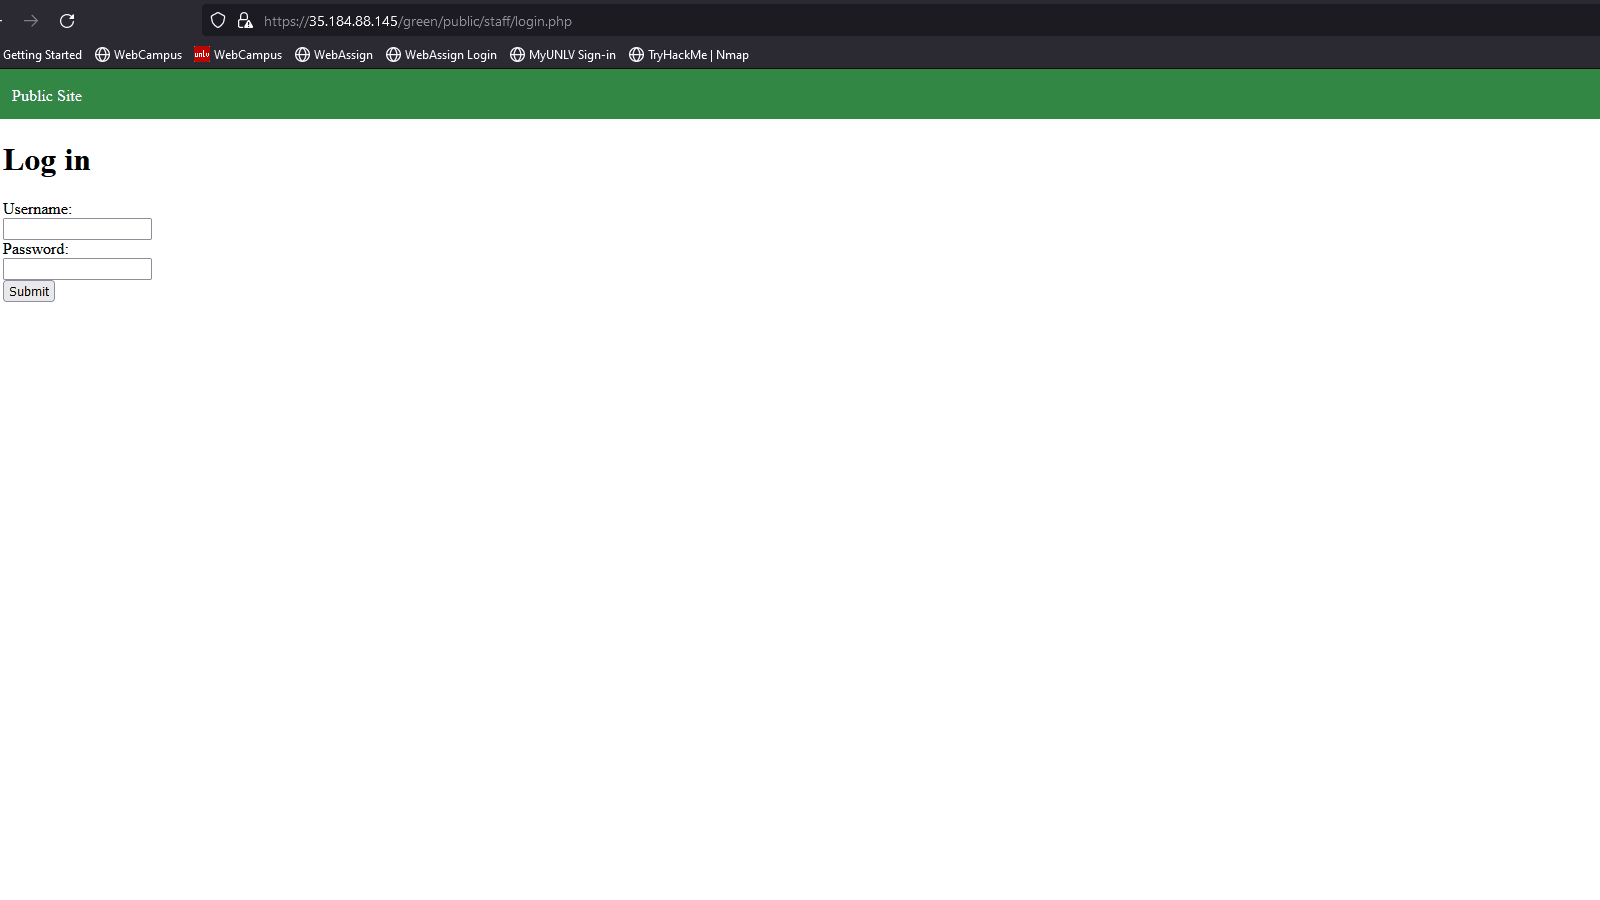 https://35.184.88.145/green/public/staff/login.php
Getting Started WebCampus unlv WebCampus WebAssign WebAssign Login MyUNLV Sign-in TryHackMe | Nmap
Public Site
Log in
Username:
Password:
Submit